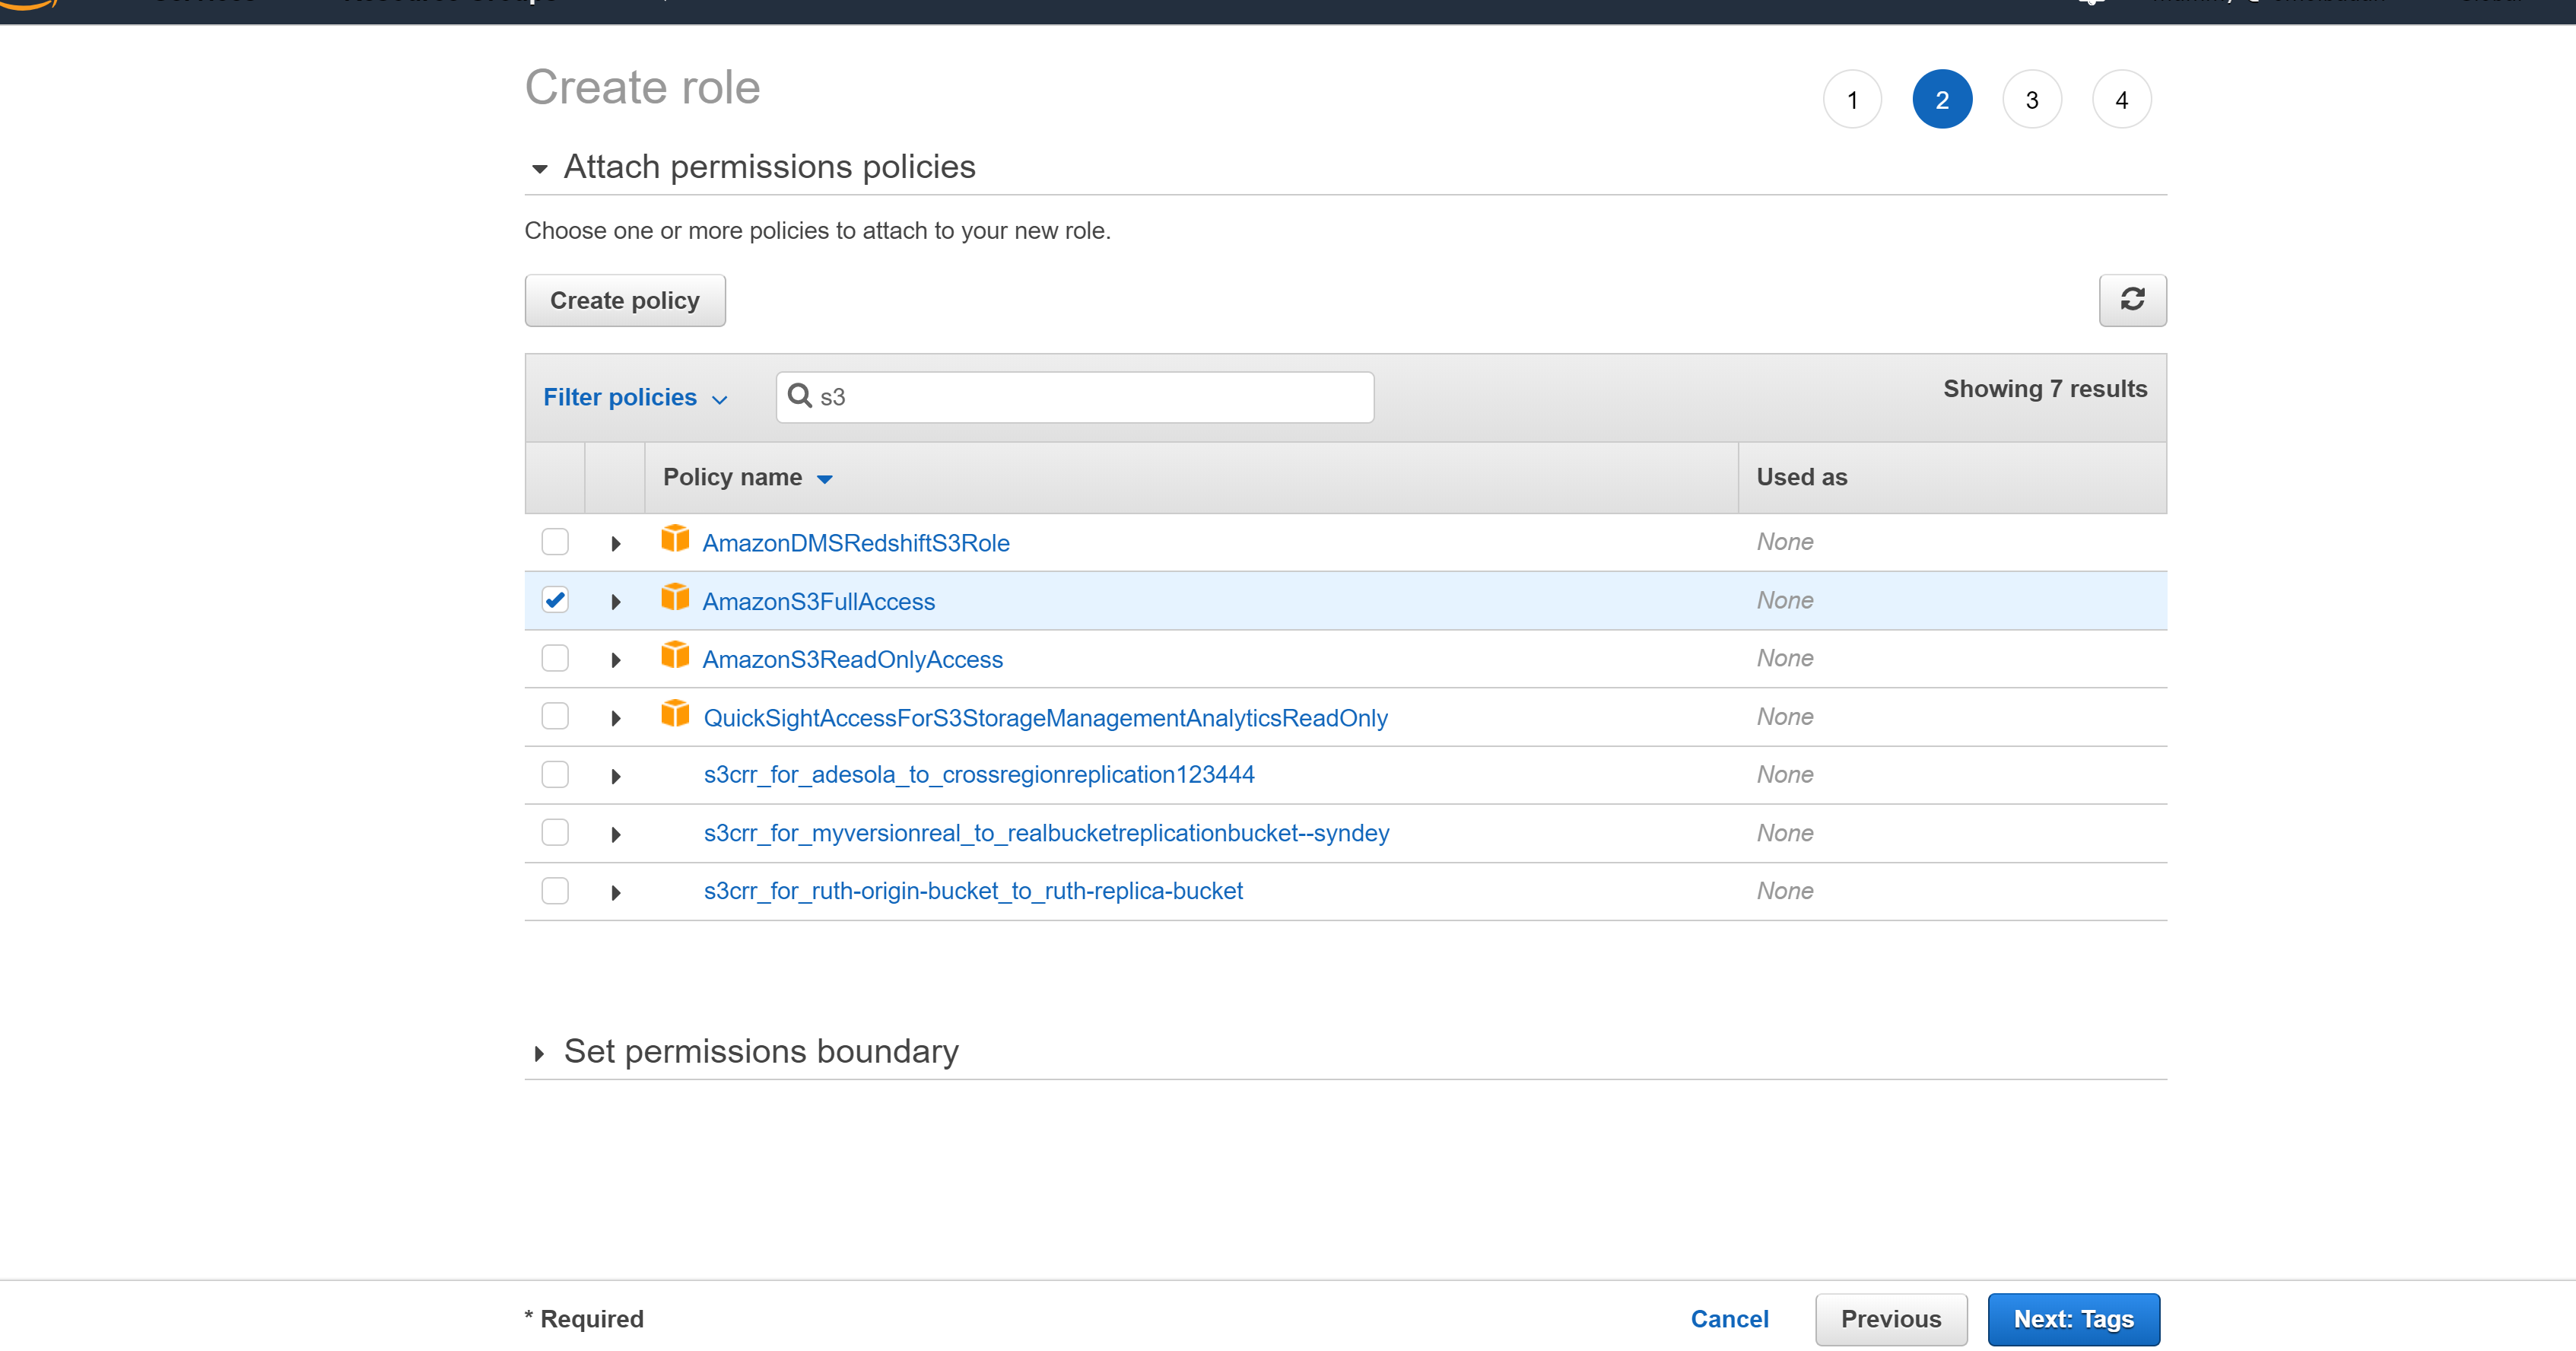 Create role
1 2 3 4
Attach permissions policies
Choose one or more policies to attach to your new role.
Create policy
Filter policies
s3
Showing 7 results
Policy name Used as
AmazonDMSRedshiftS3Role None
AmazonS3FullAccess None
AmazonS3ReadOnlyAccess None
QuickSightAccessForS3StorageManagementAnalyticsReadOnly None
s3crr_for_adesola_to_crossregionreplication123444 None
s3crr_for_myversionreal_to_realbucketreplicationbucket--syndey None
s3crr_for_ruth-origin-bucket_to_ruth-replica-bucket None
Set permissions boundary
* Required Cancel Previous Next: Tags